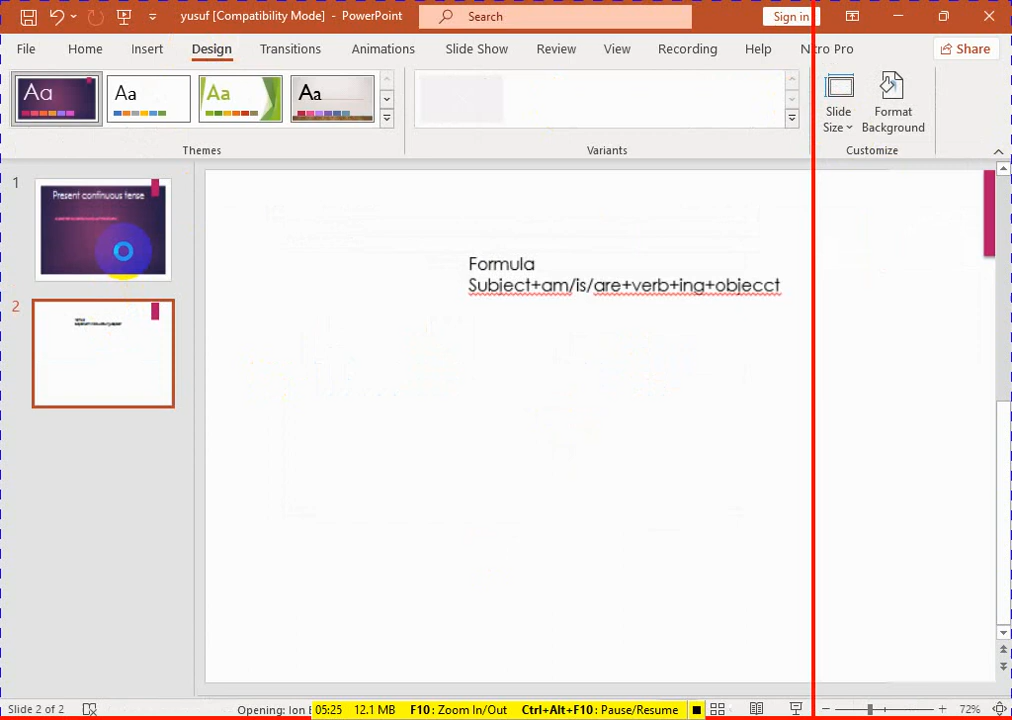 yusuf [Compatibility Mode] - PowerPoint
Search
Sign in
File Home Insert Design Transitions Animations Slide Show Review View Recording Help Nitro Pro Share
Aa Aa Aa Aa
Slide Size
Format Background
Themes Variants Customize
1
Present continuous tense
2
Formula
Subject+am/is/are+verb+ing+objecct
Slide 2 of 2
Opening: Ion
05:25 12.1 MB F10: Zoom In/Out Ctrl+Alt+F10: Pause/Resume
72%